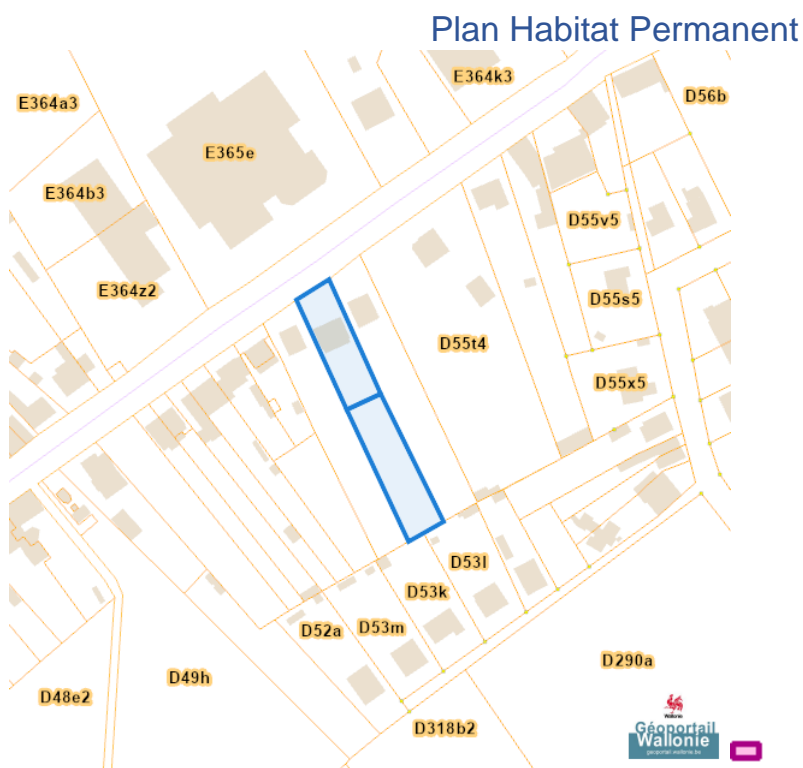 Plan Habitat Permanent
E364k3
E364a3
D56b
E365e
E364b3
D55v5
E364z2
D55s5
D55t4
D55x5
D53l
D53k
D52a
D53m
D290a
D49h
D48e2
D318b2
Wallonie
Géoportail
Wallonie
geoportail.wallonie.be